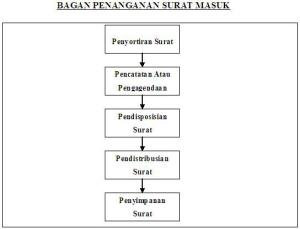 BAGAN PENANGANAN SURAT MASUK
Penyortiran Surat
Pencatatan Atau
Pengagendaan
Pendisposisian
Surat
Pendistribusian
Surat
Penyimpanan
Surat